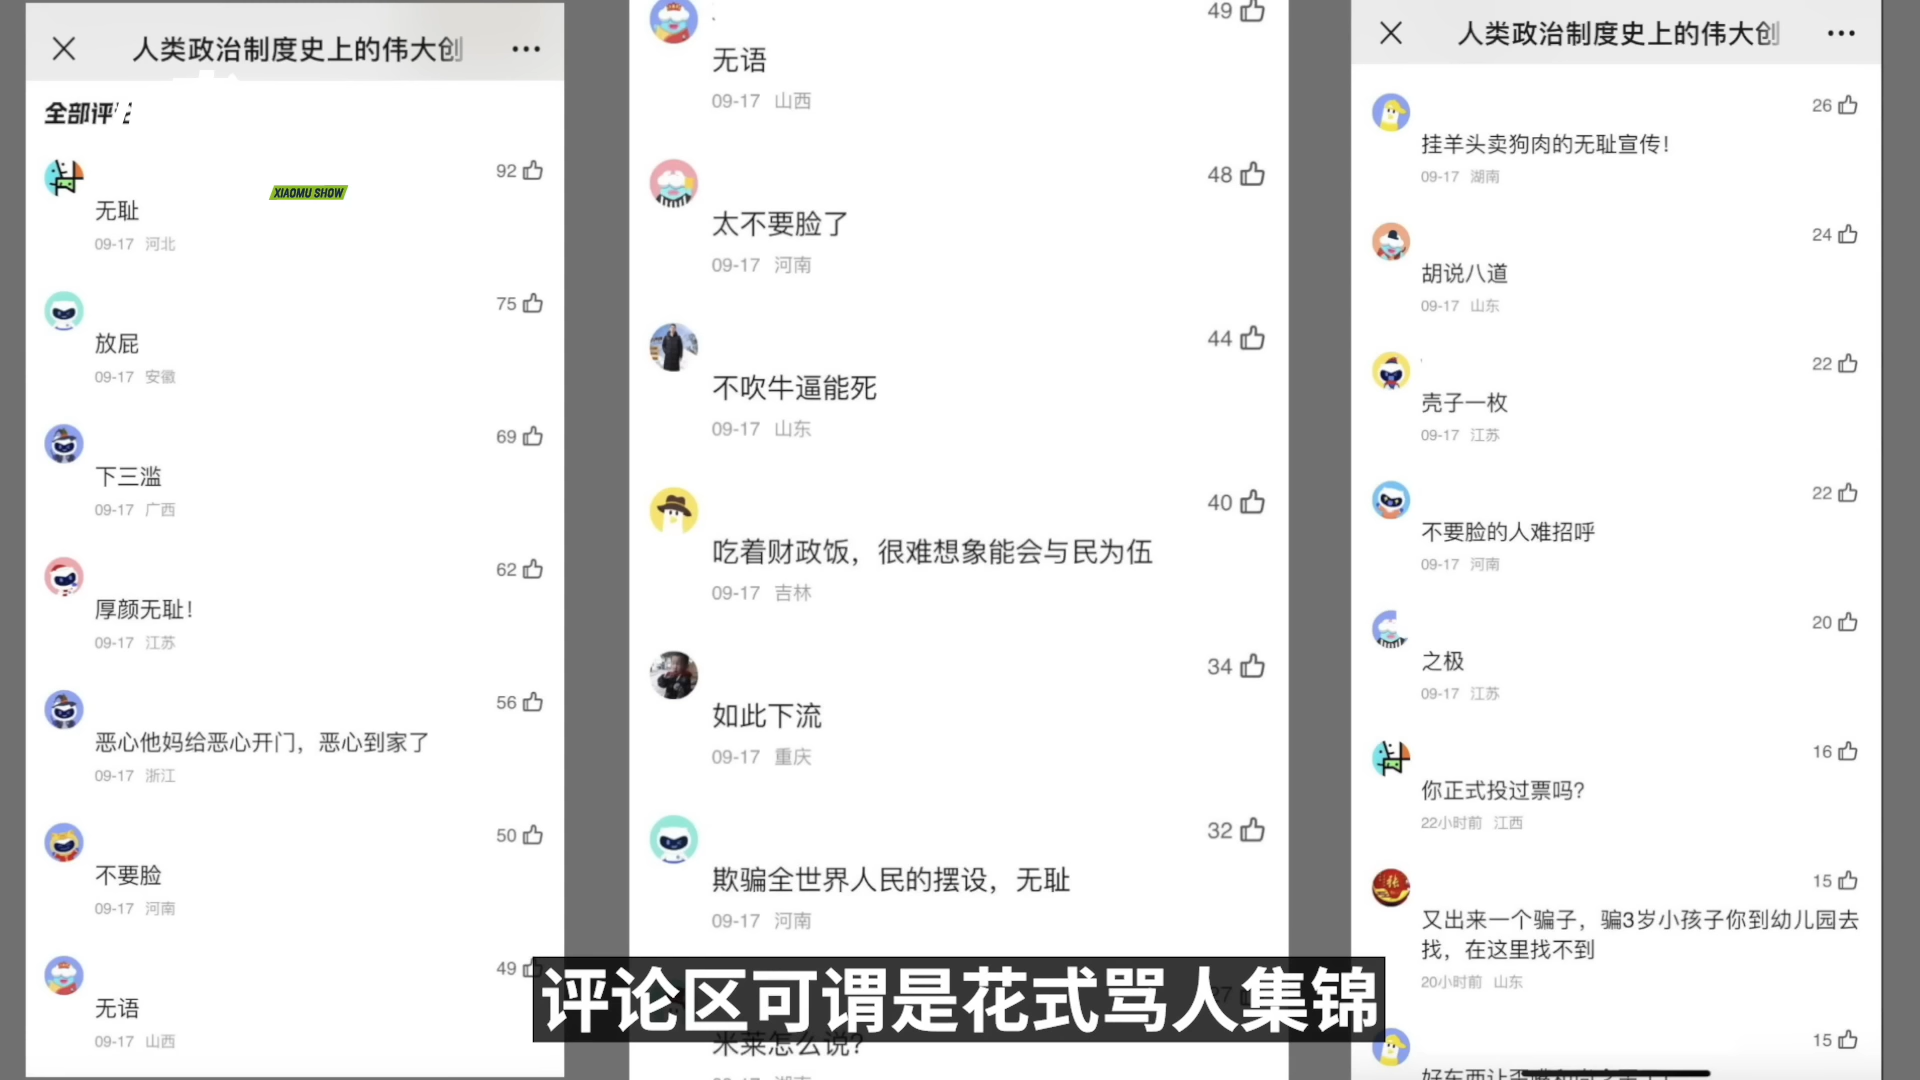 人类政治制度史上的伟大创
全部评
XIAOMU SHOW
92
无耻
09-17 河北
75
放屁
09-17 安徽
69
下三滥
09-17 广西
62
厚颜无耻！
09-17 江苏
56
恶心他妈给恶心开门，恶心到家了
09-17 浙江
50
不要脸
09-17 河南
49
无语
09-17 山西
49
无语
09-17 山西
48
太不要脸了
09-17 河南
44
不吹牛逼能死
09-17 山东
40
吃着财政饭，很难想象能会与民为伍
09-17 吉林
34
如此下流
09-17 重庆
32
欺骗全世界人民的摆设，无耻
09-17 河南
米莱怎么说？
人类政治制度史上的伟大创
26
挂羊头卖狗肉的无耻宣传！
09-17 湖南
24
胡说八道
09-17 山东
22
壳子一枚
09-17 江苏
22
不要脸的人难招呼
09-17 河南
20
之极
09-17 江苏
16
你正式投过票吗？
22小时前 江西
15
又出来一个骗子，骗3岁小孩子你到幼儿园去
找，在这里找不到
20小时前 山东
15
评论区可谓是花式骂人集锦